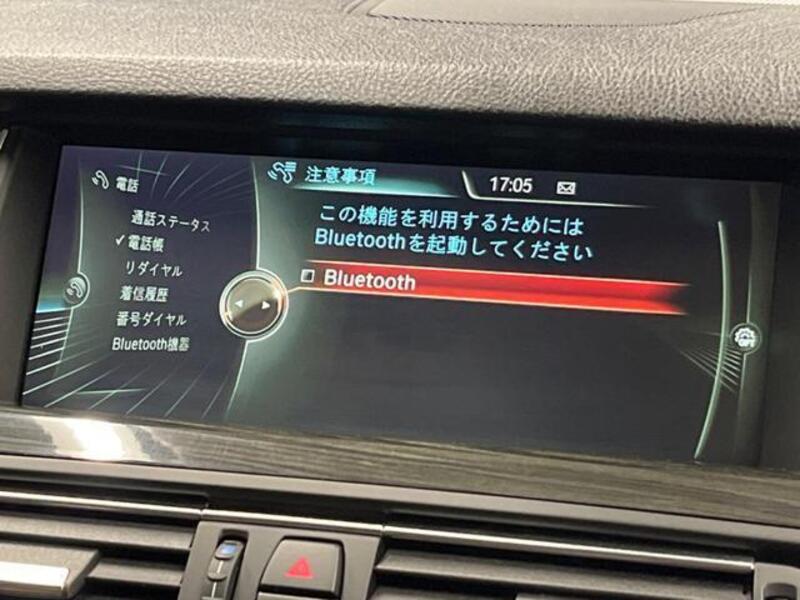 電話
通話ステータス
✓電話帳
リダイヤル
着信履歴
番号ダイヤル
Bluetooth機器
注意事項
17:05
この機能を利用するためには
Bluetoothを起動してください
Bluetooth